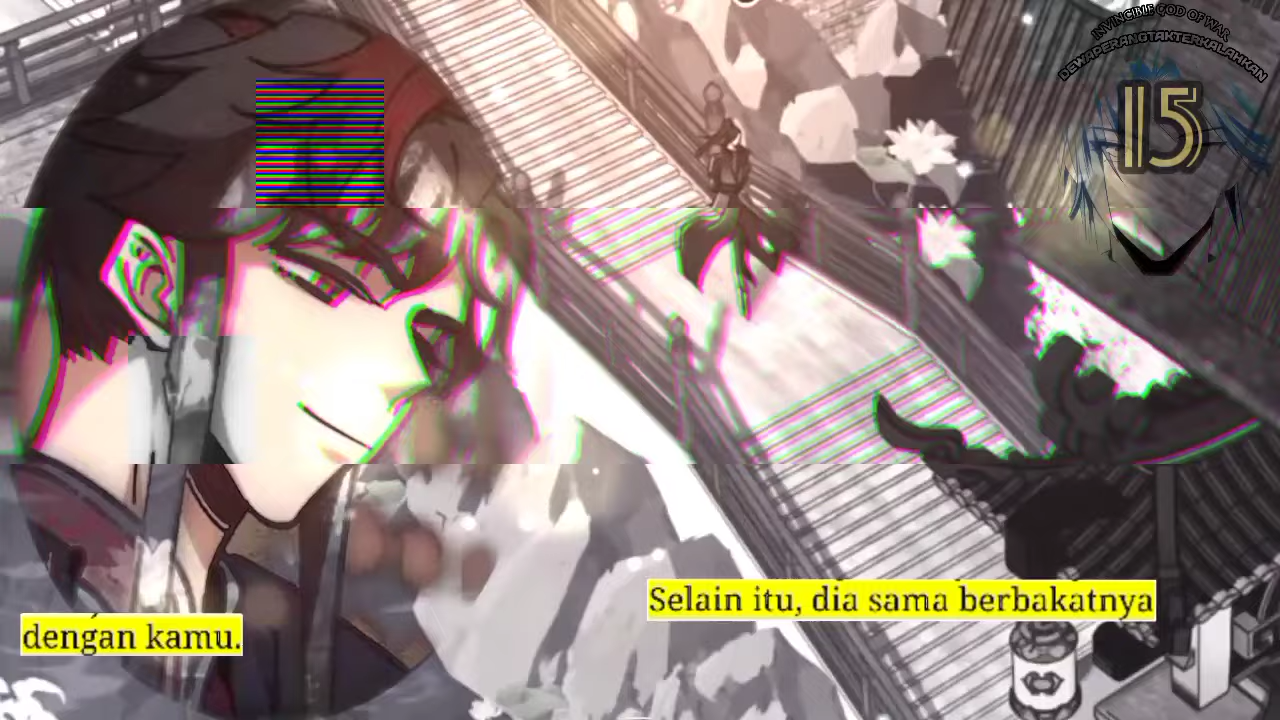 INVINCIBLE GOD OF WAR
DEWAPERANGTAKTERKALAHKAN
15
Selain itu, dia sama berbakatnya
dengan kamu.